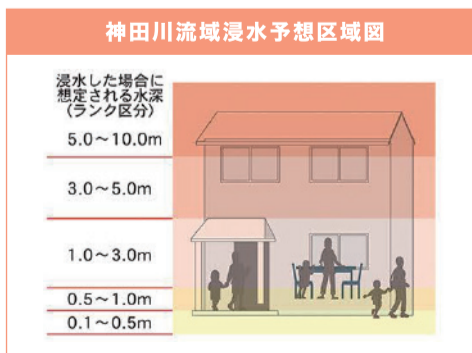 神田川流域浸水予想区域図
浸水した場合に
想定される水深
（ランク区分）
5.0～10.0m
3.0～5.0m
1.0～3.0m
0.5～1.0m
0.1～0.5m